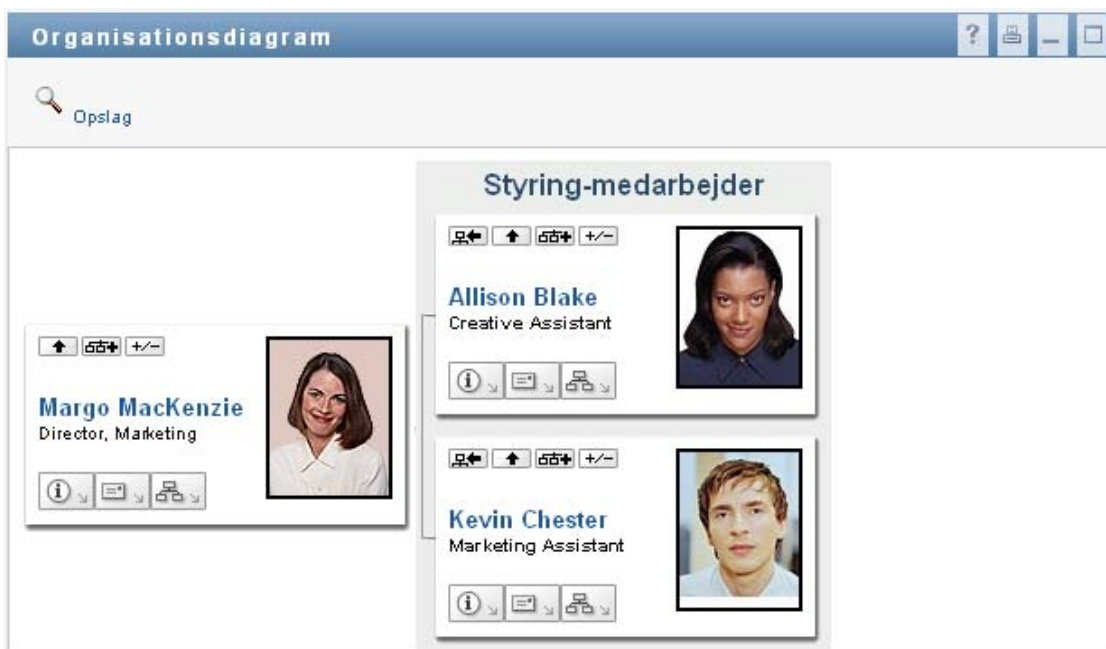 Organisationsdiagram
?
Opslag
Styring-medarbejder
+/-
Allison Blake
Creative Assistant
+/-
Margo MacKenzie
Director, Marketing
+/-
Kevin Chester
Marketing Assistant